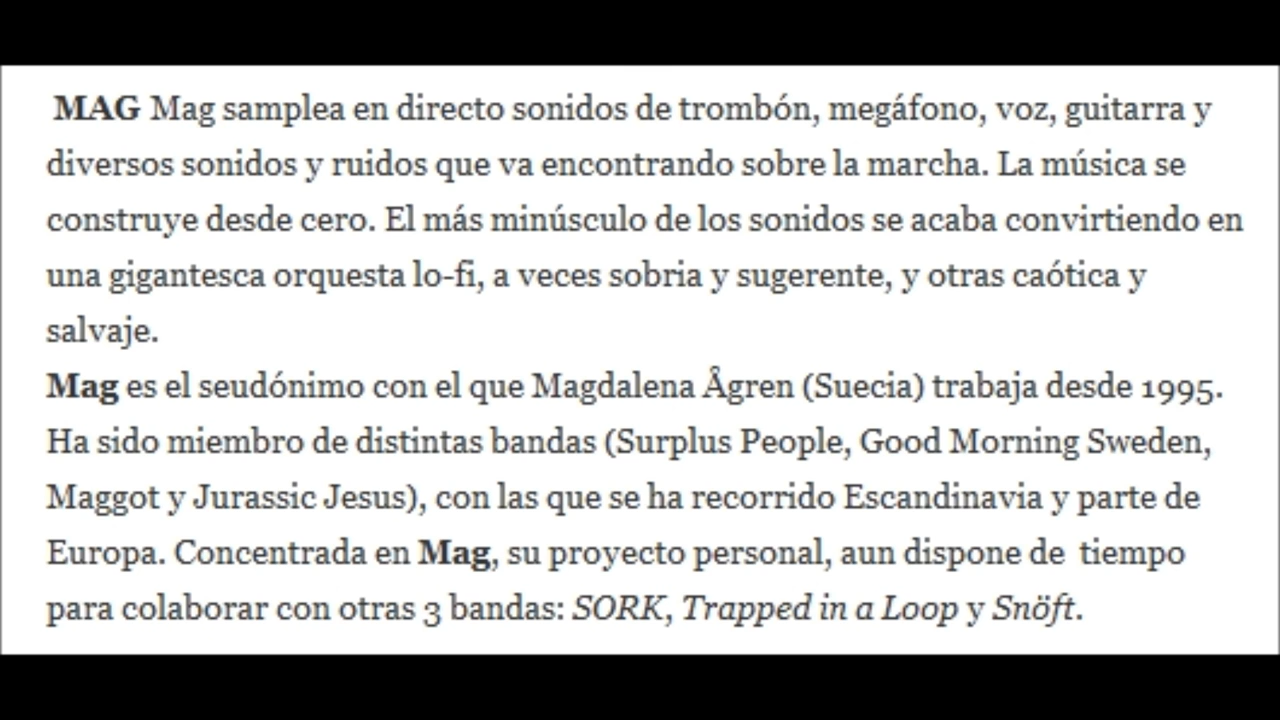 MAG Mag samplea en directo sonidos de trombón, megáfono, voz, guitarra y
diversos sonidos y ruidos que va encontrando sobre la marcha. La música se
construye desde cero. El más minúsculo de los sonidos se acaba convirtiendo en
una gigantesca orquesta lo-fi, a veces sobria y sugerente, y otras caótica y
salvaje.
Mag es el seudónimo con el que Magdalena Ågren (Suecia) trabaja desde 1995.
Ha sido miembro de distintas bandas (Surplus People, Good Morning Sweden,
Maggot y Jurassic Jesus), con las que se ha recorrido Escandinavia y parte de
Europa. Concentrada en Mag, su proyecto personal, aun dispone de  tiempo
para colaborar con otras 3 bandas: SORK, Trapped in a Loop y Snöft.